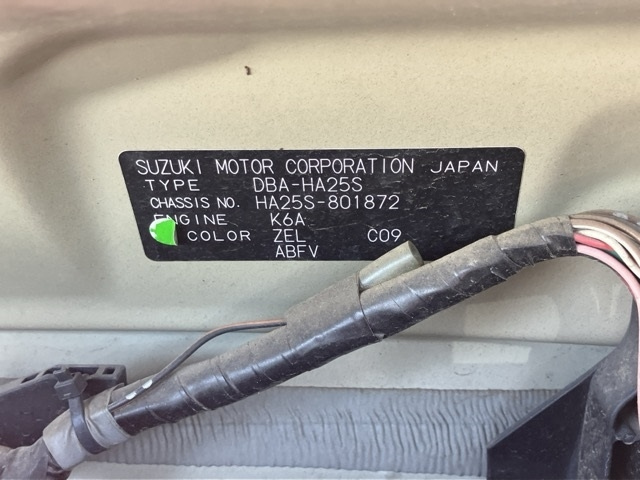 SUZUKI MOTOR CORPORATION JAPAN
TYPE DBA-HA25S
CHASSIS NO. HA25S-801872
ENGINE K6A
COLOR ZEL C09
ABFV